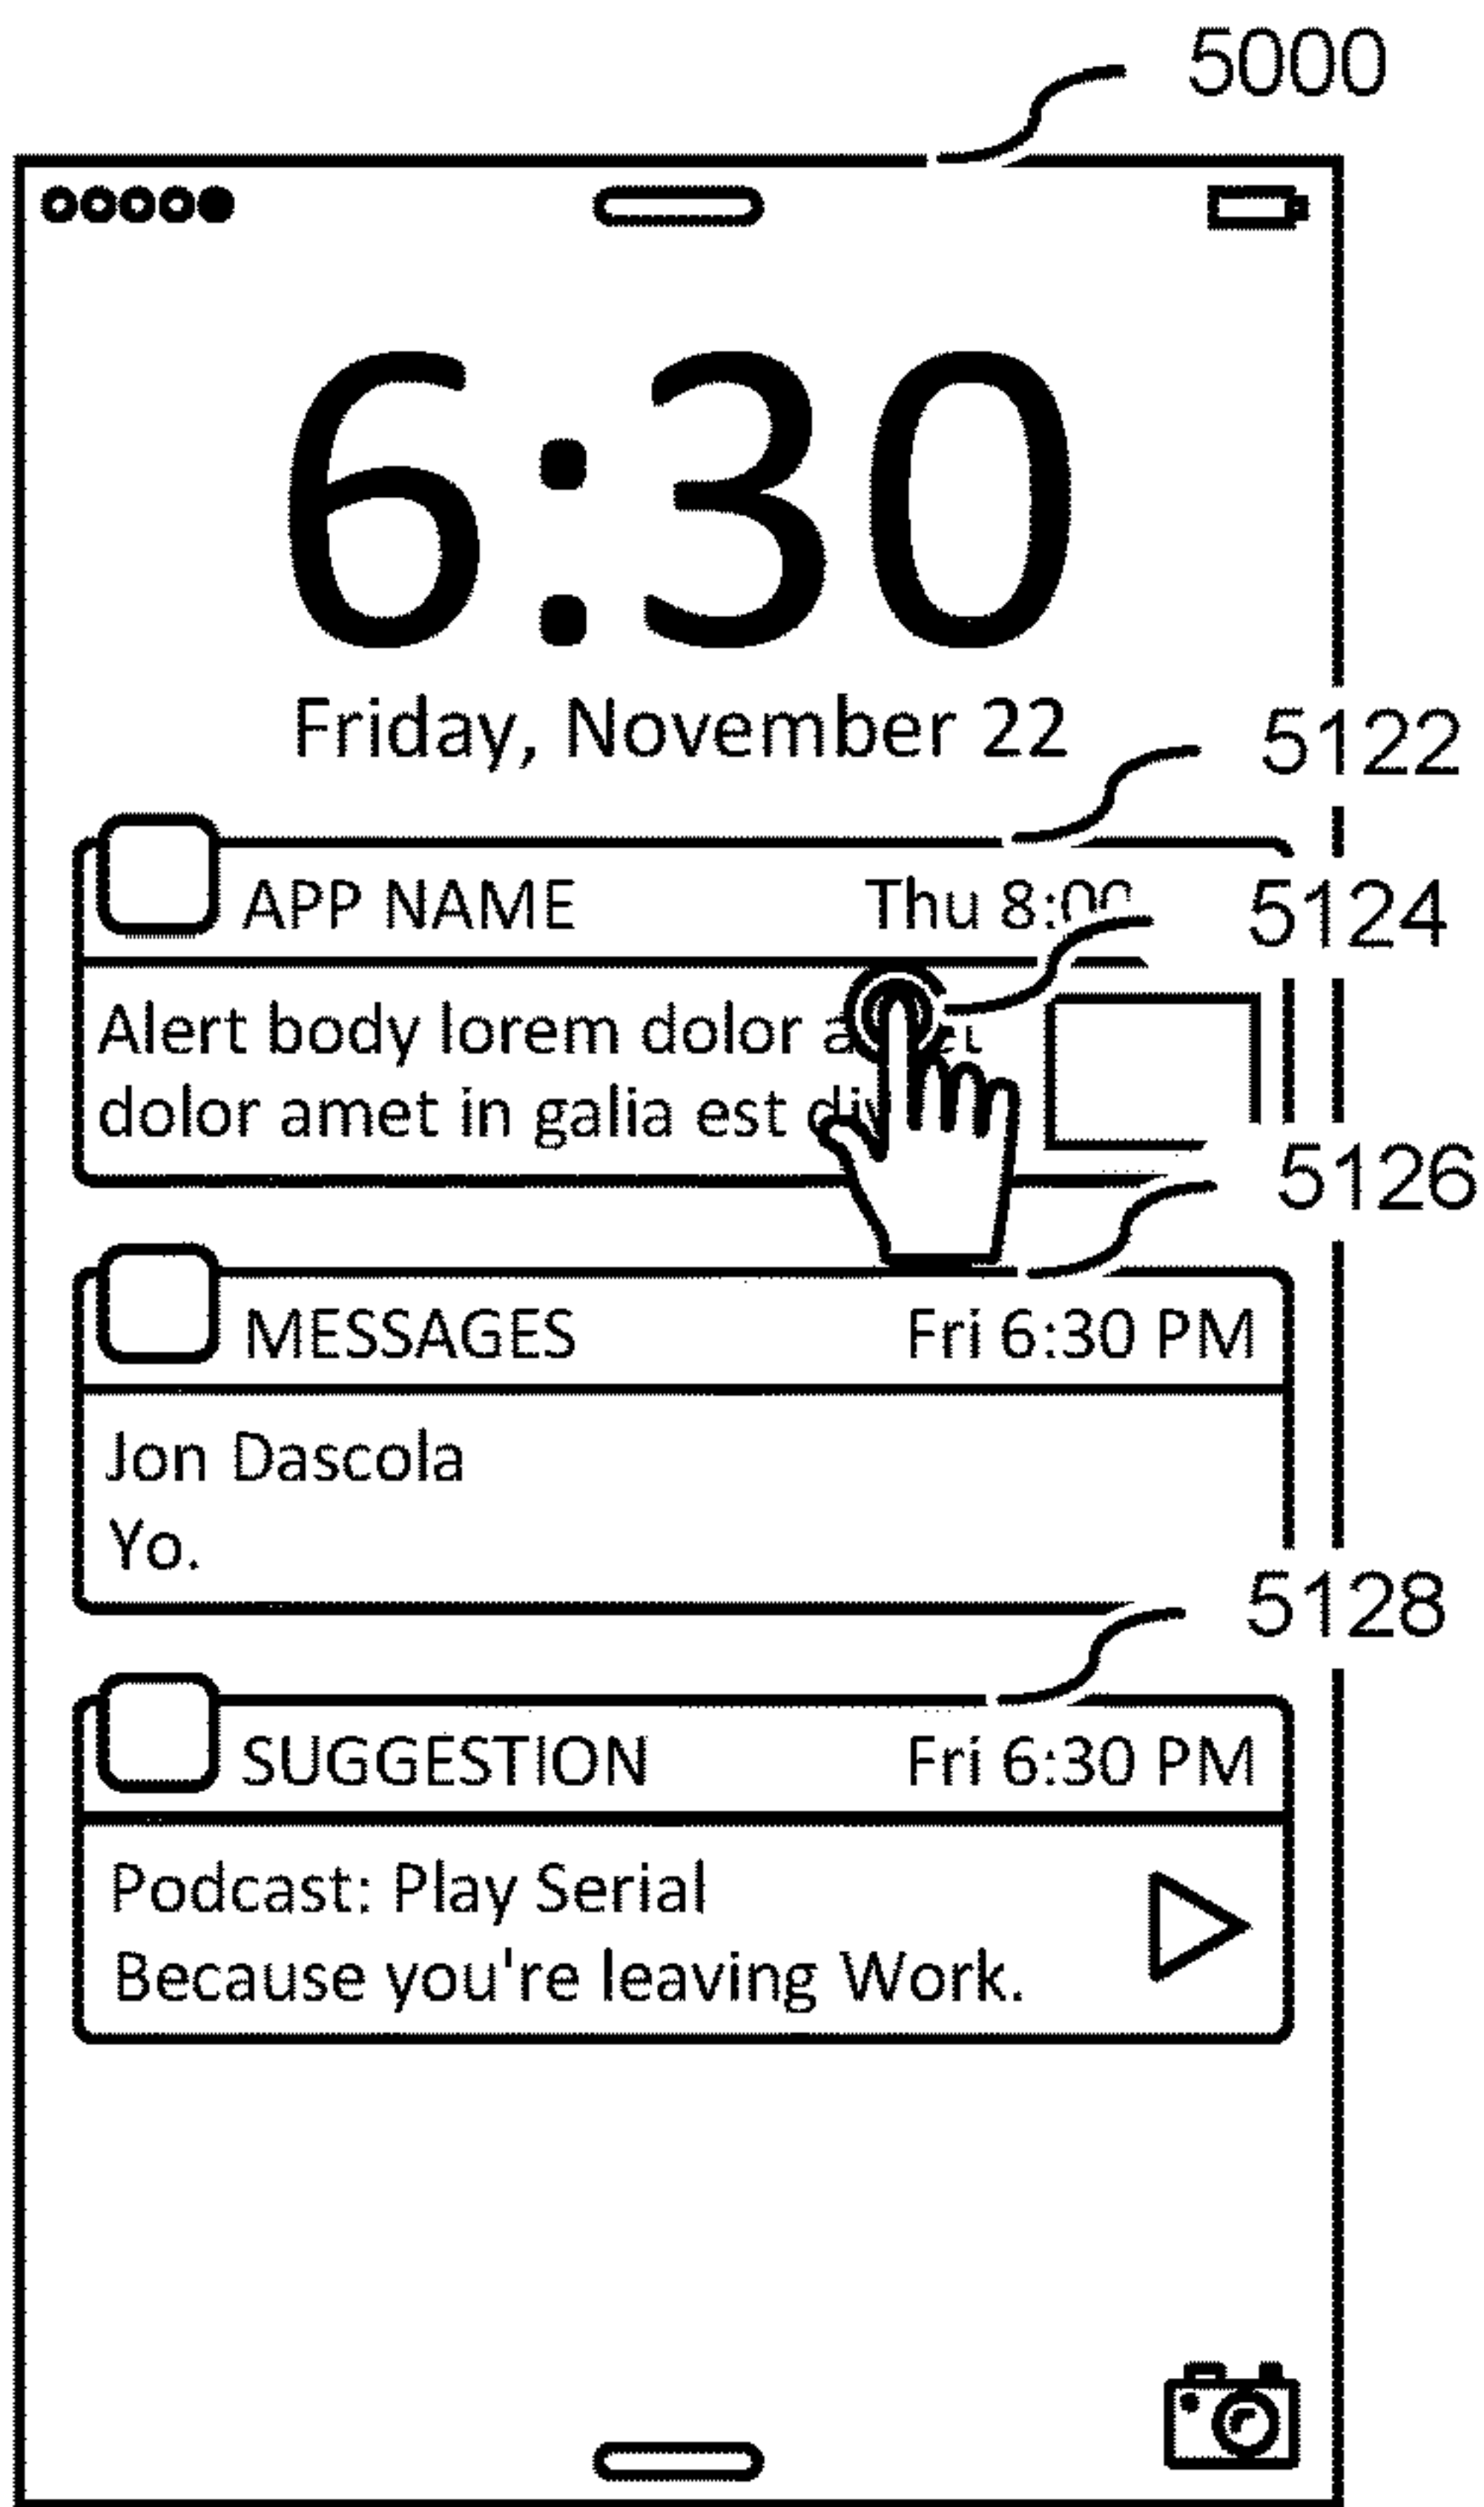 5000
6:30
Friday, November 22
5122
APP NAME Thu 8:00
5124
Alert body lorem dolor
dolor amet in galia est
5126
MESSAGES Fri 6:30 PM
Jon Dascola
Yo.
5128
SUGGESTION Fri 6:30 PM
Podcast: Play Serial
Because you're leaving Work.